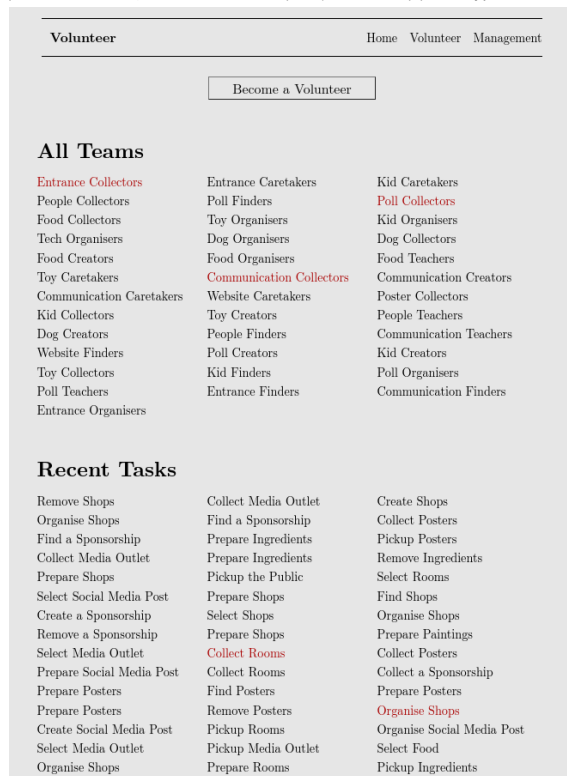 Volunteer Home Volunteer Management
Become a Volunteer
All Teams
Entrance Collectors Entrance Caretakers Kid Caretakers
People Collectors Poll Finders Poll Collectors
Food Collectors Toy Organisers Kid Organisers
Tech Organisers Dog Organisers Dog Collectors
Food Creators Food Organisers Food Teachers
Toy Caretakers Communication Collectors Communication Creators
Communication Caretakers Website Caretakers Poster Collectors
Kid Collectors Toy Creators People Teachers
Dog Creators People Finders Communication Teachers
Website Finders Poll Creators Kid Creators
Toy Collectors Kid Finders Poll Organisers
Poll Teachers Entrance Finders Communication Finders
Entrance Organisers
Recent Tasks
Remove Shops Collect Media Outlet Create Shops
Organise Shops Find a Sponsorship Collect Posters
Find a Sponsorship Prepare Ingredients Pickup Posters
Collect Media Outlet Prepare Ingredients Remove Ingredients
Prepare Shops Pickup the Public Select Rooms
Select Social Media Post Prepare Shops Find Shops
Create a Sponsorship Select Shops Organise Shops
Remove a Sponsorship Prepare Shops Prepare Paintings
Select Media Outlet Collect Rooms Collect Posters
Prepare Social Media Post Collect Rooms Collect a Sponsorship
Prepare Posters Find Posters Prepare Posters
Prepare Posters Remove Posters Organise Shops
Create Social Media Post Pickup Rooms Organise Social Media Post
Select Media Outlet Pickup Media Outlet Select Food
Organise Shops Prepare Rooms Pickup Ingredients